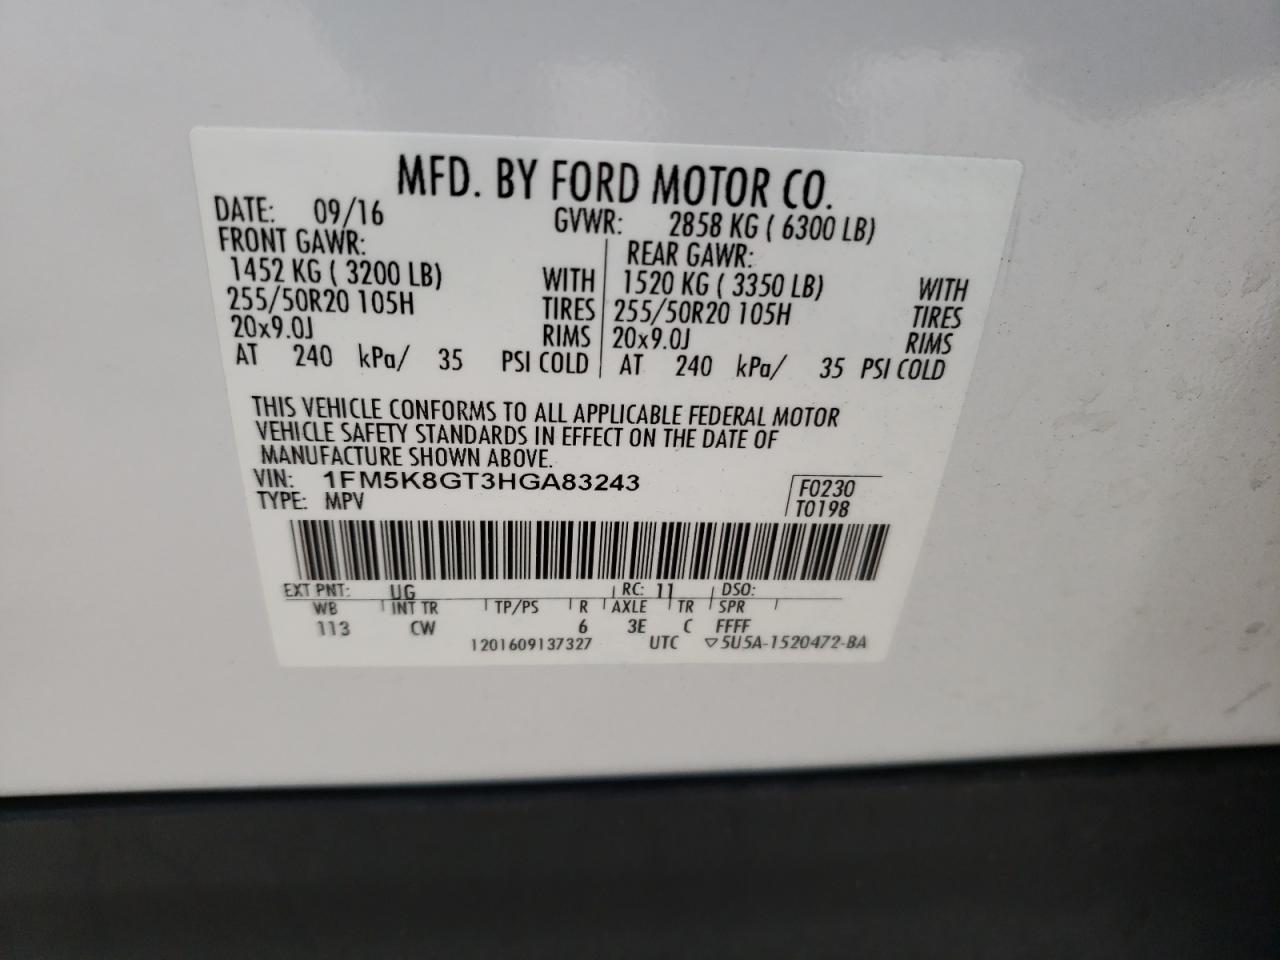 MFD. BY FORD MOTOR CO.
DATE: 09/16 GVWR: 2858 KG ( 6300 LB)
FRONT GAWR: REAR GAWR:
1452 KG ( 3200 LB) WITH 1520 KG ( 3350 LB) WITH
255/50R20 105H TIRES 255/50R20 105H TIRES
20x9.0J RIMS 20x9.0J RIMS
AT 240 kPa/ 35 PSI COLD AT 240 kPa/ 35 PSI COLD
THIS VEHICLE CONFORMS TO ALL APPLICABLE FEDERAL MOTOR
VEHICLE SAFETY STANDARDS IN EFFECT ON THE DATE OF
MANUFACTURE SHOWN ABOVE.
VIN: 1FM5K8GT3HGA83243 F0230
TYPE: MPV T0198
EXT PNT: UG RC: 11 DSO:
WB INT TR TP/PS R AXLE TR SPR
113 CW 6 3E C FFFF
1201609137327 UTC ▽5U5A-1520472-BA